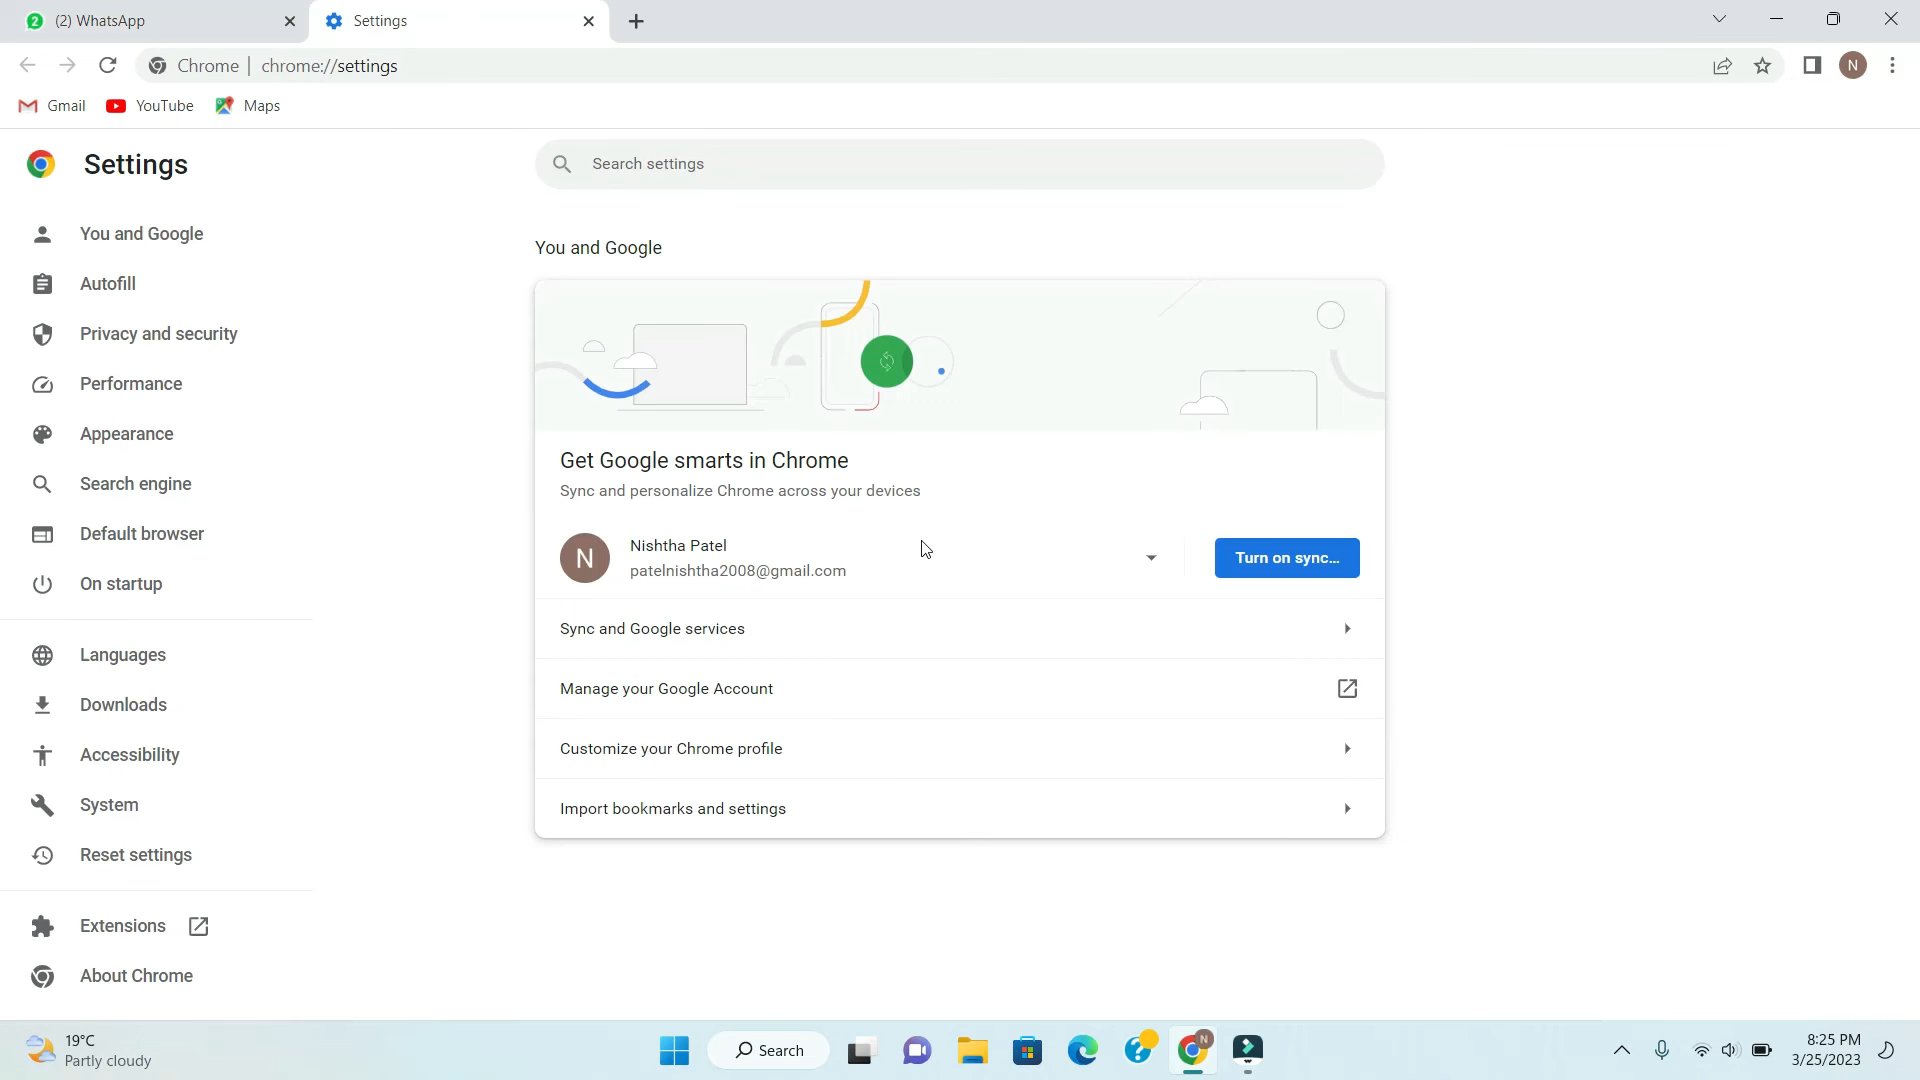 2
(2) WhatsApp
Settings
Chrome | chrome://settings
N
Gmail
YouTube
Maps
Settings
Search settings
You and Google
Autofill
Privacy and security
Performance
Appearance
Search engine
Default browser
On startup
Languages
Downloads
Accessibility
System
Reset settings
Extensions
About Chrome
You and Google
Get Google smarts in Chrome
Sync and personalize Chrome across your devices
N
Nishtha Patel
patelnishtha2008@gmail.com
Turn on sync...
Sync and Google services
Manage your Google Account
Customize your Chrome profile
Import bookmarks and settings
19°C
Partly cloudy
Search
N
8:25 PM
3/25/2023